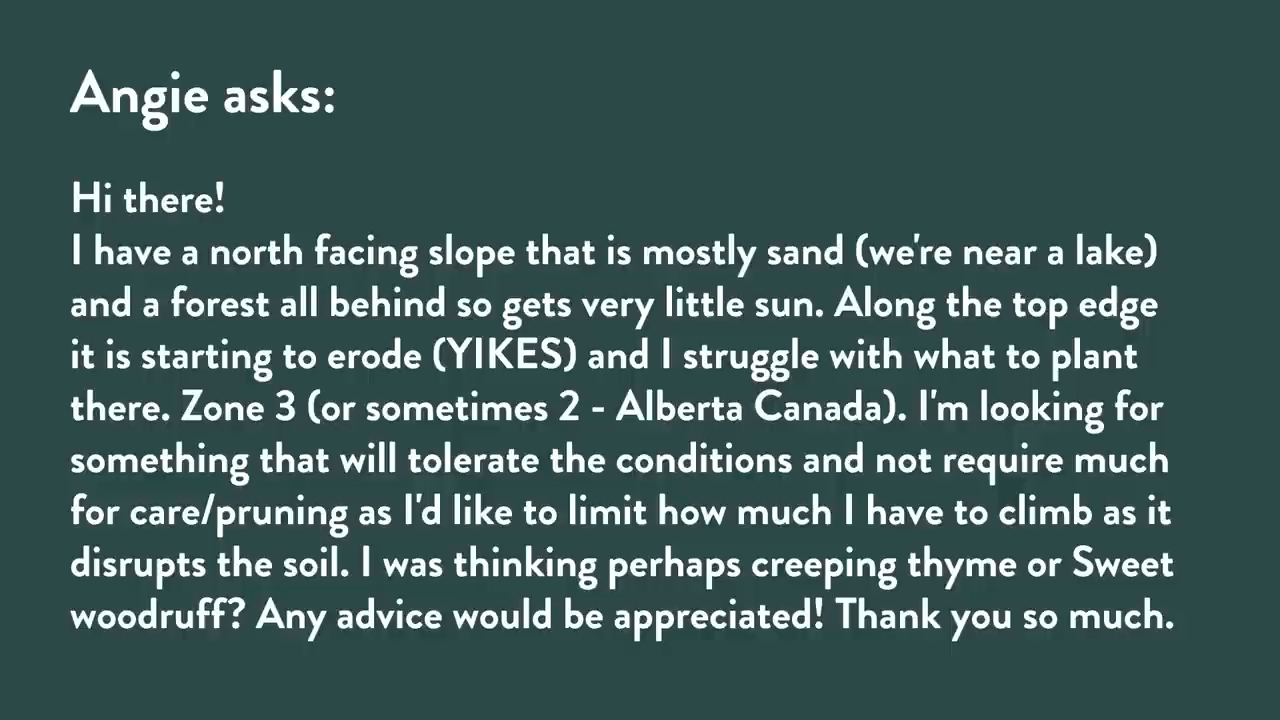 Angie asks:
Hi there!
I have a north facing slope that is mostly sand (we're near a lake)
and a forest all behind so gets very little sun. Along the top edge
it is starting to erode (YIKES) and I struggle with what to plant
there. Zone 3 (or sometimes 2 - Alberta Canada). I'm looking for
something that will tolerate the conditions and not require much
for care/pruning as I'd like to limit how much I have to climb as it
disrupts the soil. I was thinking perhaps creeping thyme or Sweet
woodruff? Any advice would be appreciated! Thank you so much.